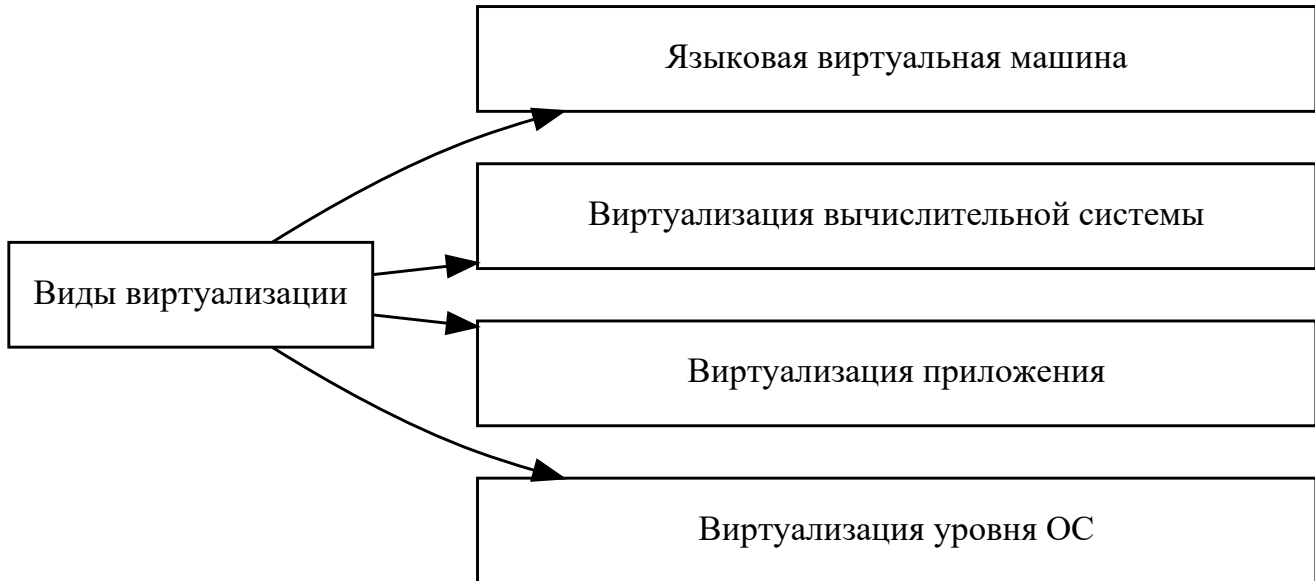 Языковая виртуальная машина
Виртуализация вычислительной системы
Виды виртуализации
Виртуализация приложения
Виртуализация уровня ОС